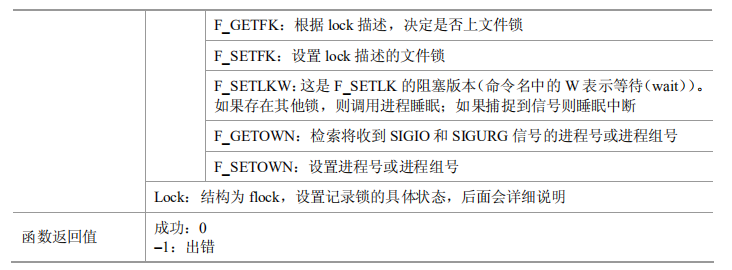 F_GETFK：根据 lock 描述，决定是否上文件锁
F_SETFK：设置 lock 描述的文件锁
F_SETLKW：这是 F_SETLK 的阻塞版本（命令名中的 W 表示等待（wait））。
如果存在其他锁，则调用进程睡眠；如果捕捉到信号则睡眠中断
F_GETOWN：检索将收到 SIGIO 和 SIGURG 信号的进程号或进程组号
F_SETOWN：设置进程号或进程组号
Lock：结构为 flock，设置记录锁的具体状态，后面会详细说明
函数返回值
成功：0
−1：出错